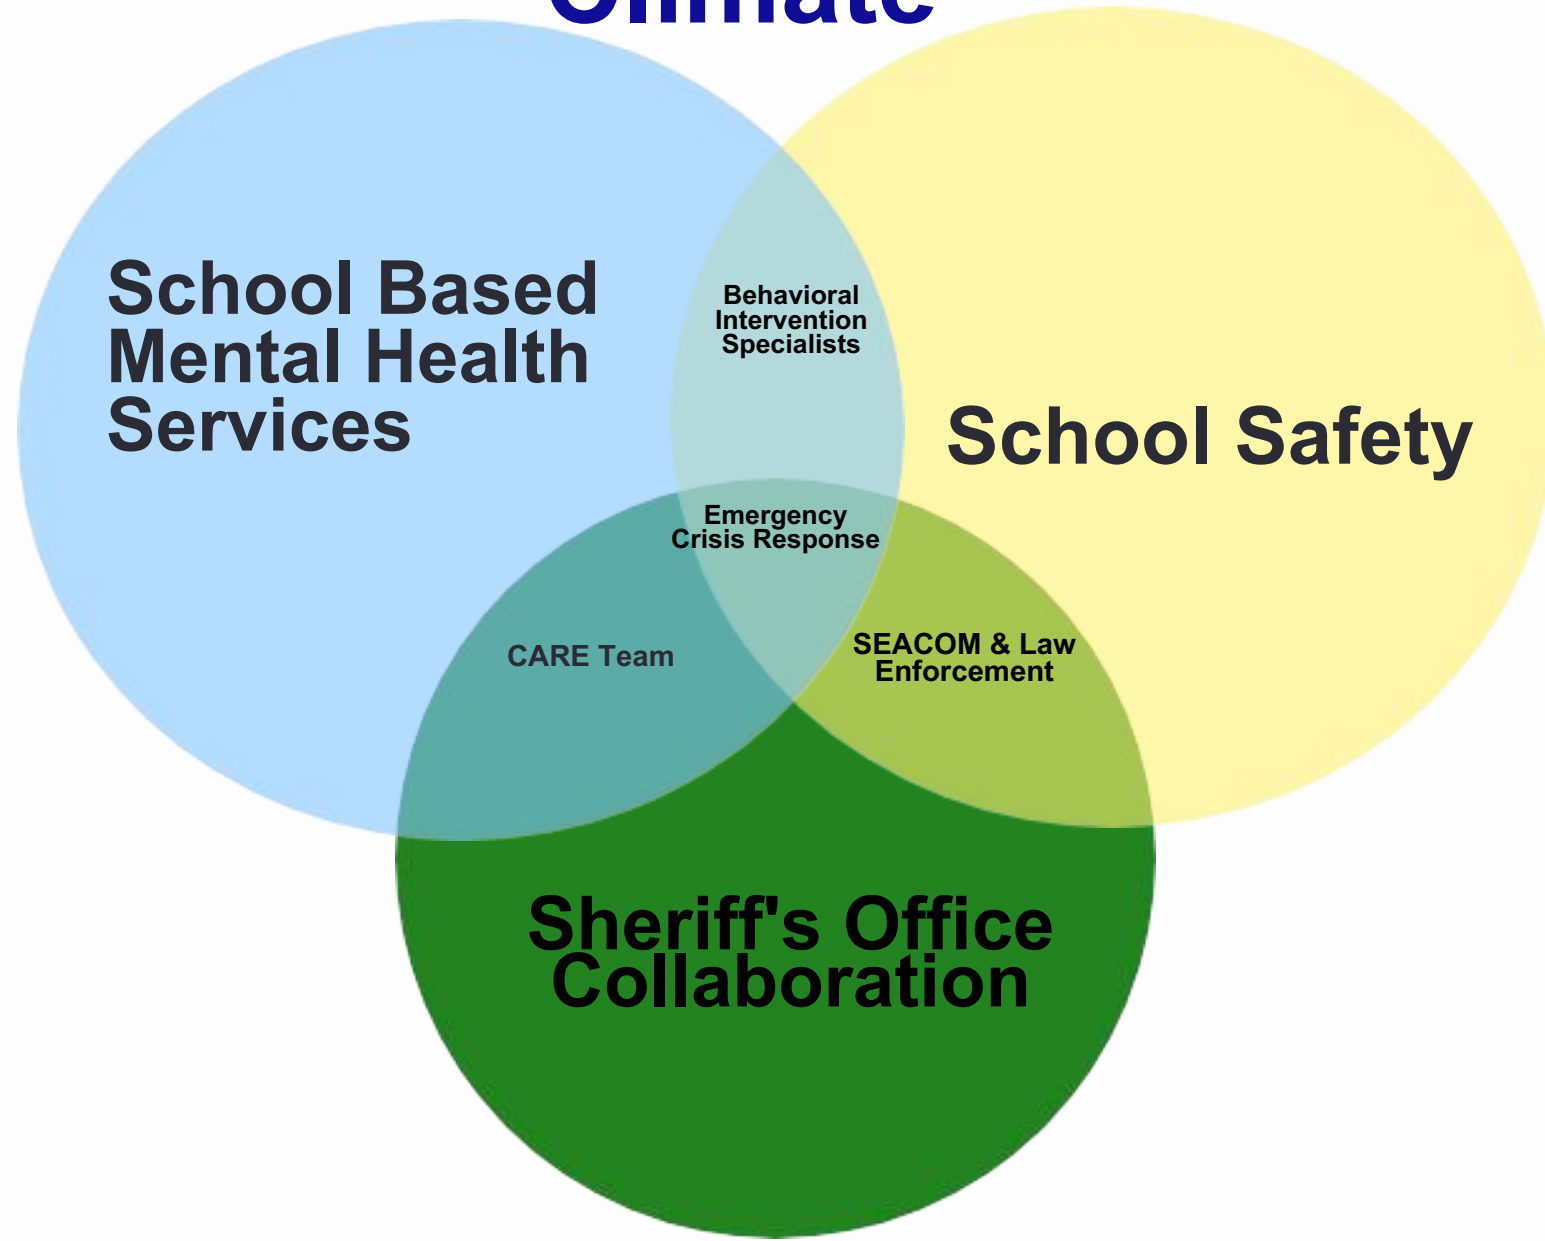 Climate
School Based
Mental Health
Services
Behavioral
Intervention
Specialists
School Safety
Emergency
Crisis Response
CARE Team
SEACOM & Law
Enforcement
Sheriff's Office
Collaboration